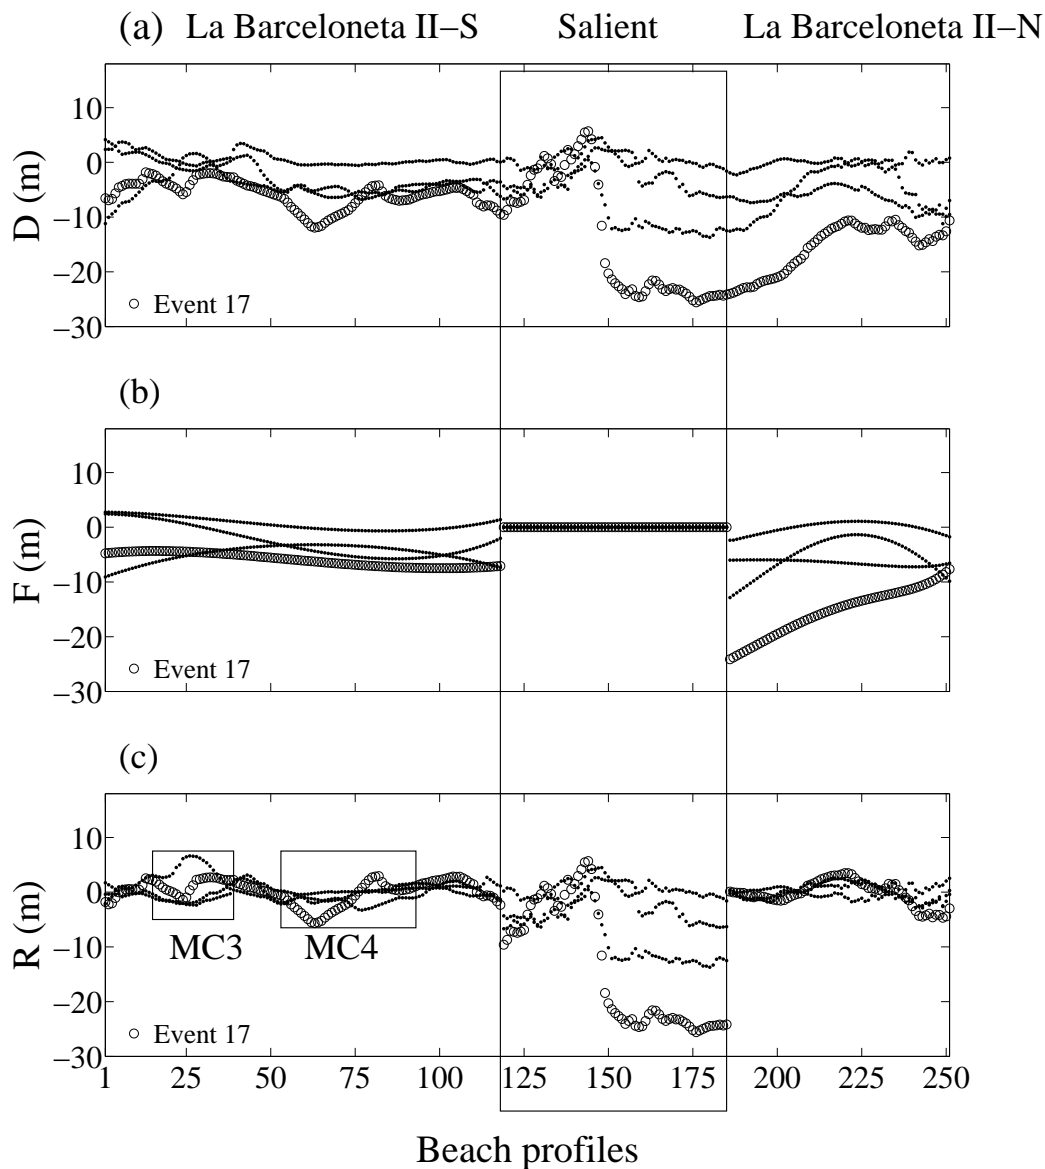 (a) La Barceloneta II–S Salient La Barceloneta II–N
10
0
–10
–20
–30
D (m)
○ Event 17
(b)
10
0
–10
–20
–30
F (m)
○ Event 17
(c)
10
0
–10
–20
–30
R (m)
MC3 MC4
○ Event 17
1 25 50 75 100 125 150 175 200 225 250
Beach profiles